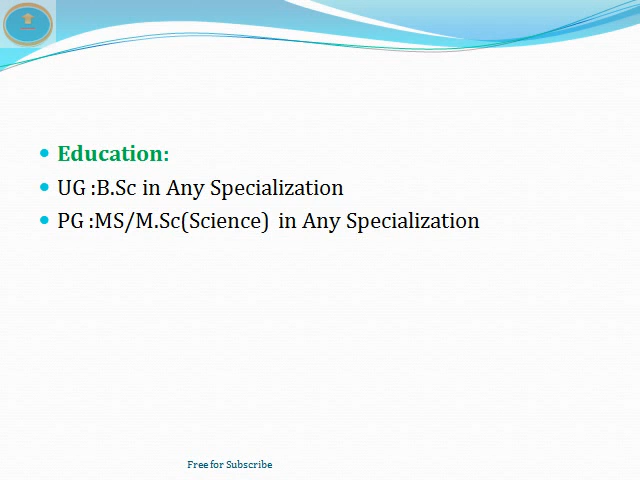 Education:
UG :B.Sc in Any Specialization
PG :MS/M.Sc(Science) in Any Specialization
Free for Subscribe